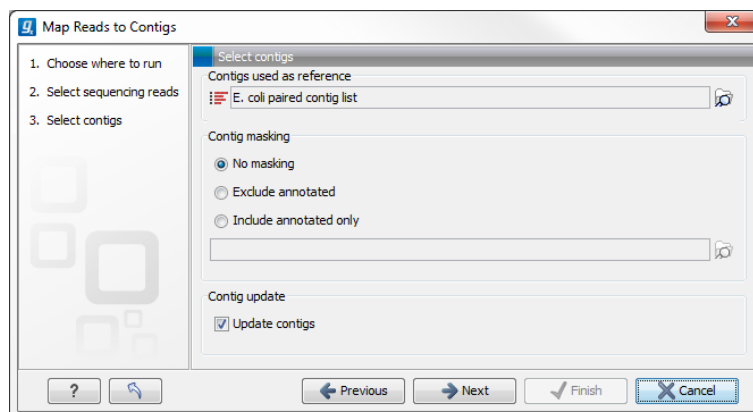 Map Reads to Contigs
1. Choose where to run
2. Select sequencing reads
3. Select contigs
Select contigs
Contigs used as reference
E. coli paired contig list
Contig masking
No masking
Exclude annotated
Include annotated only
Contig update
Update contigs
?
Previous
Next
Finish
Cancel